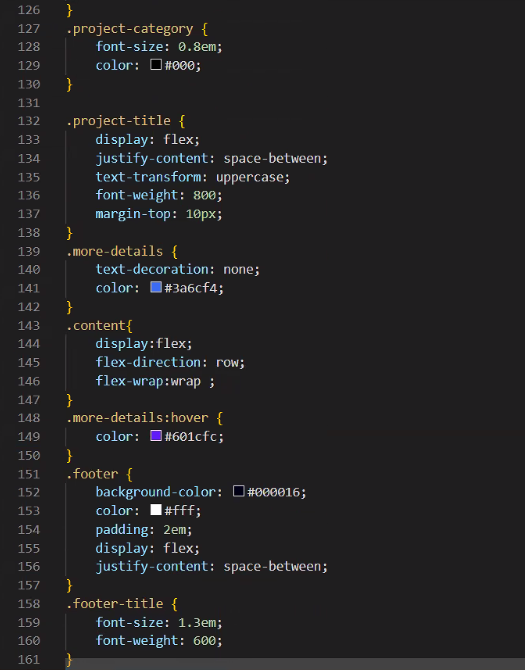 126 }
127 .project-category {
128     font-size: 0.8em;
129     color: #000;
130 }
131
132 .project-title {
133     display: flex;
134     justify-content: space-between;
135     text-transform: uppercase;
136     font-weight: 800;
137     margin-top: 10px;
138 }
139 .more-details {
140     text-decoration: none;
141     color: #3a6cf4;
142 }
143 .content{
144     display:flex;
145     flex-direction: row;
146     flex-wrap:wrap ;
147 }
148 .more-details:hover {
149     color: #601cfc;
150 }
151 .footer {
152     background-color: #000016;
153     color: #fff;
154     padding: 2em;
155     display: flex;
156     justify-content: space-between;
157 }
158 .footer-title {
159     font-size: 1.3em;
160     font-weight: 600;
161 }